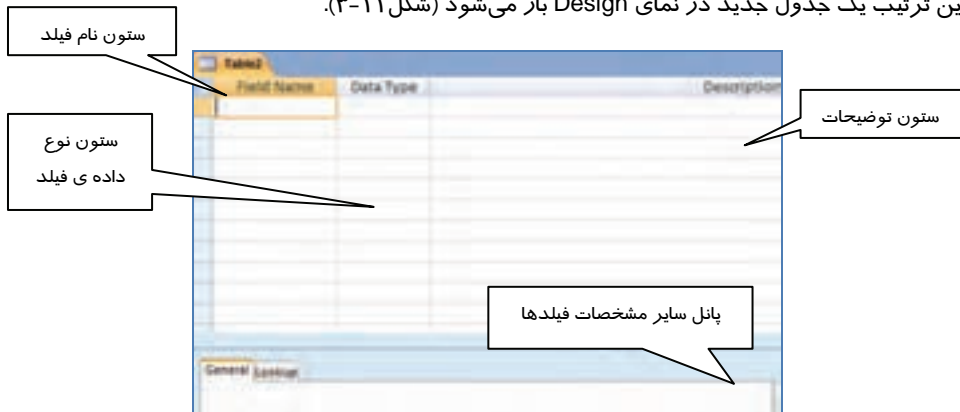 ین ترتیب یک جدول جدید در نمای Design باز می‌شود (شکل۱۱-۳).
ستون نام فیلد
Table2
Field Name Data Type Description
ستون توضیحات
ستون نوع
داده ی فیلد
پانل سایر مشخصات فیلدها
General Lookup